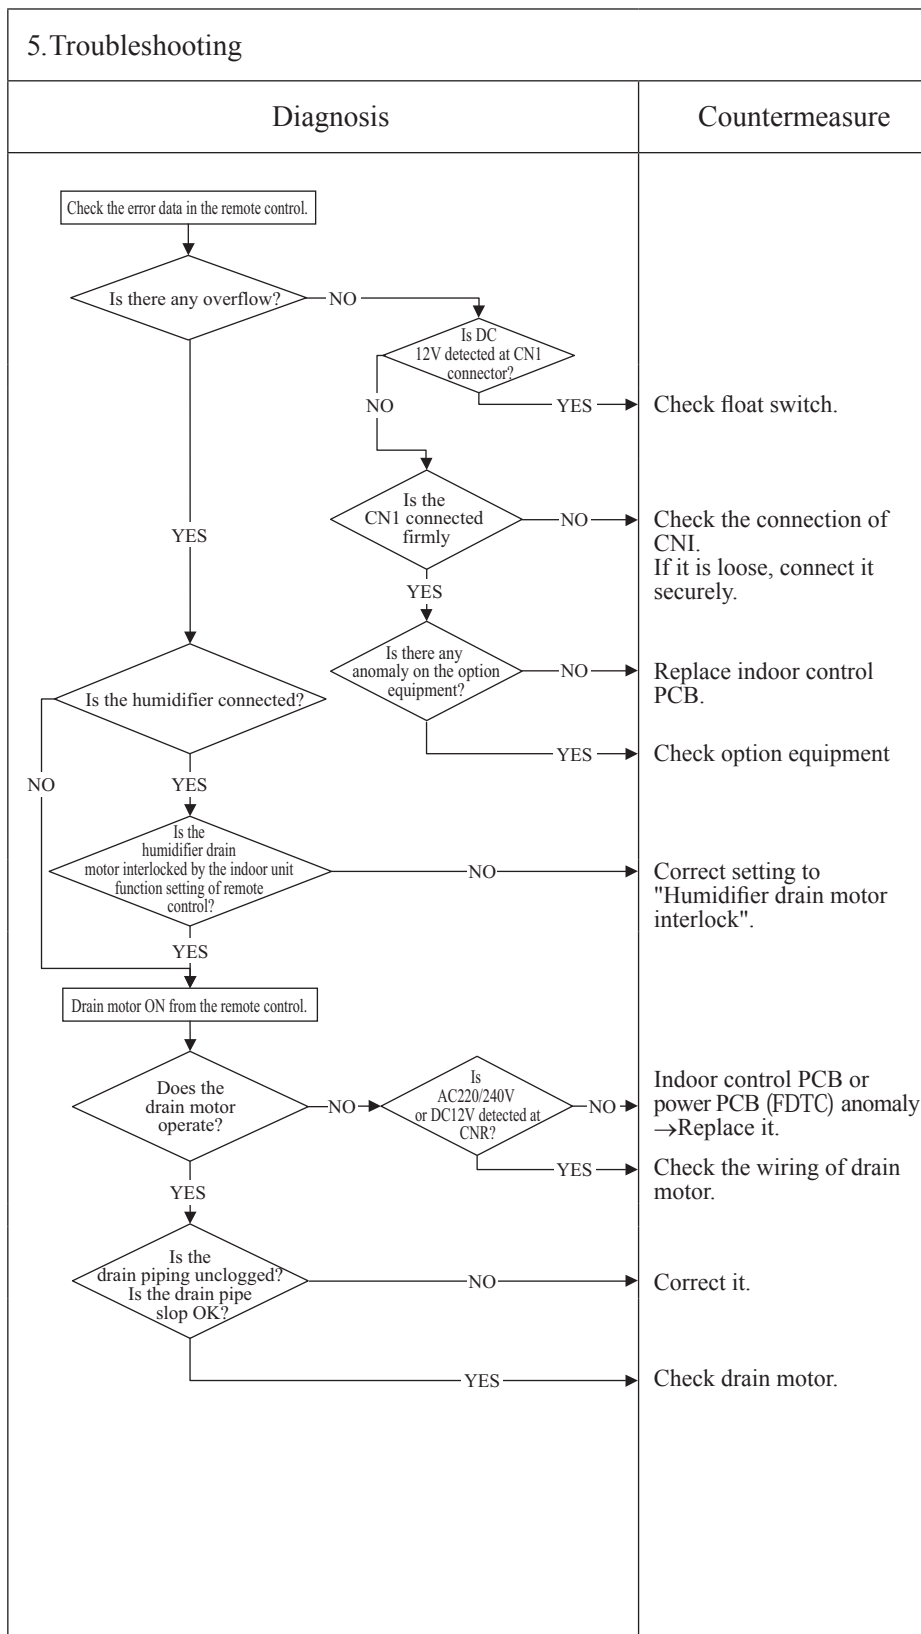 5.Troubleshooting
Diagnosis
Countermeasure
Check the error data in the remote control.
Is there any overflow?
NO
Is DC
12V detected at CN1
connector?
NO
YES
Check float switch.
Is the
CN1 connected
firmly
NO
Check the connection of
CNI.
If it is loose, connect it
securely.
YES
YES
Is there any
anomaly on the option
equipment?
NO
Replace indoor control
PCB.
YES
Check option equipment
Is the humidifier connected?
NO
YES
Is the
humidifier drain
motor interlocked by the indoor unit
function setting of remote
control?
NO
Correct setting to
"Humidifier drain motor
interlock".
YES
Drain motor ON from the remote control.
Does the
drain motor
operate?
NO
Is
AC220/240V
or DC12V detected at
CNR?
NO
Indoor control PCB or
power PCB (FDTC) anomaly
→Replace it.
YES
Check the wiring of drain
motor.
YES
Is the
drain piping unclogged?
Is the drain pipe
slop OK?
NO
Correct it.
YES
Check drain motor.